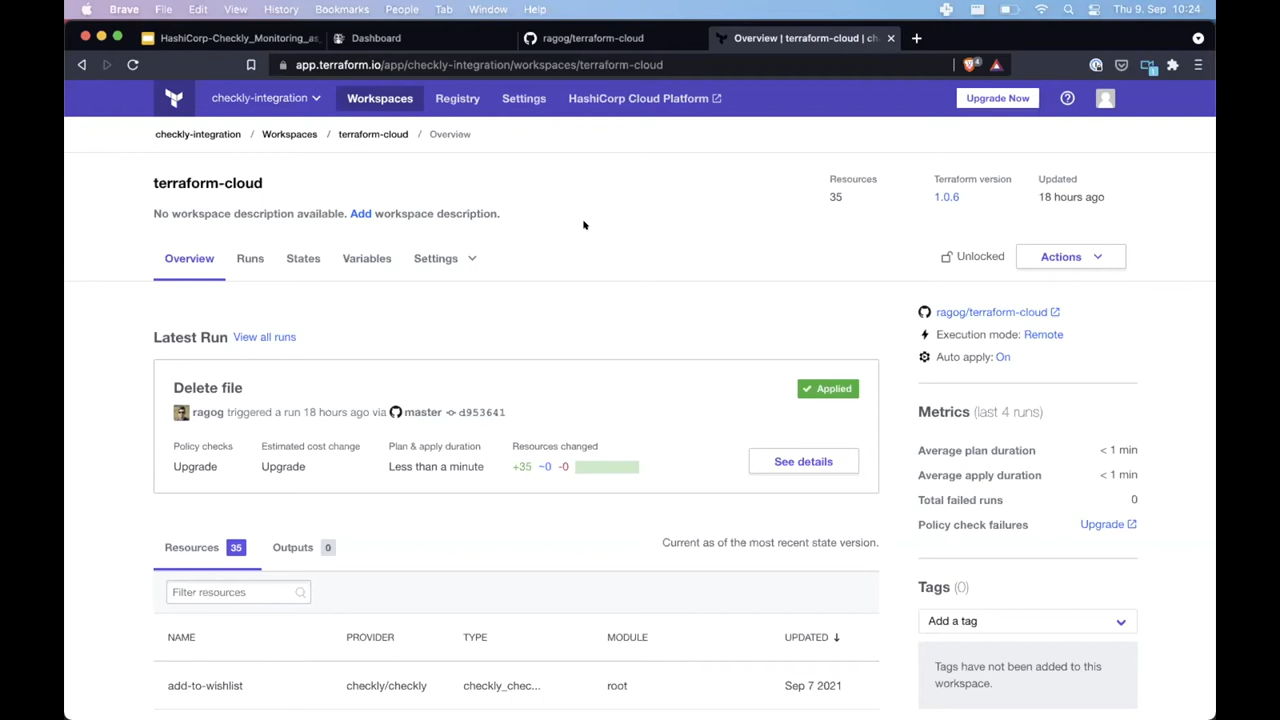 Brave File Edit View History Bookmarks People Tab Window Help Thu 9. Sep 10:24
HashiCorp-Checkly_Monitoring_as_ Dashboard ragog/terraform-cloud Overview | terraform-cloud | ch
app.terraform.io/app/checkly-integration/workspaces/terraform-cloud
checkly-integration Workspaces Registry Settings HashiCorp Cloud Platform Upgrade Now
checkly-integration / Workspaces / terraform-cloud / Overview
terraform-cloud
Resources Terraform version Updated
35 1.0.6 18 hours ago
No workspace description available. Add workspace description.
Overview Runs States Variables Settings Unlocked Actions
ragog/terraform-cloud
Execution mode: Remote
Auto apply: On
Latest Run View all runs
Delete file Applied
ragog triggered a run 18 hours ago via master d953641
Policy checks Estimated cost change Plan & apply duration Resources changed
Upgrade Upgrade Less than a minute +35 ~0 -0 See details
Metrics (last 4 runs)
Average plan duration < 1 min
Average apply duration < 1 min
Total failed runs 0
Policy check failures Upgrade
Resources 35 Outputs 0 Current as of the most recent state version.
Filter resources
NAME PROVIDER TYPE MODULE UPDATED
add-to-wishlist checkly/checkly checkly_chec... root Sep 7 2021
Tags (0)
Add a tag
Tags have not been added to this
workspace.